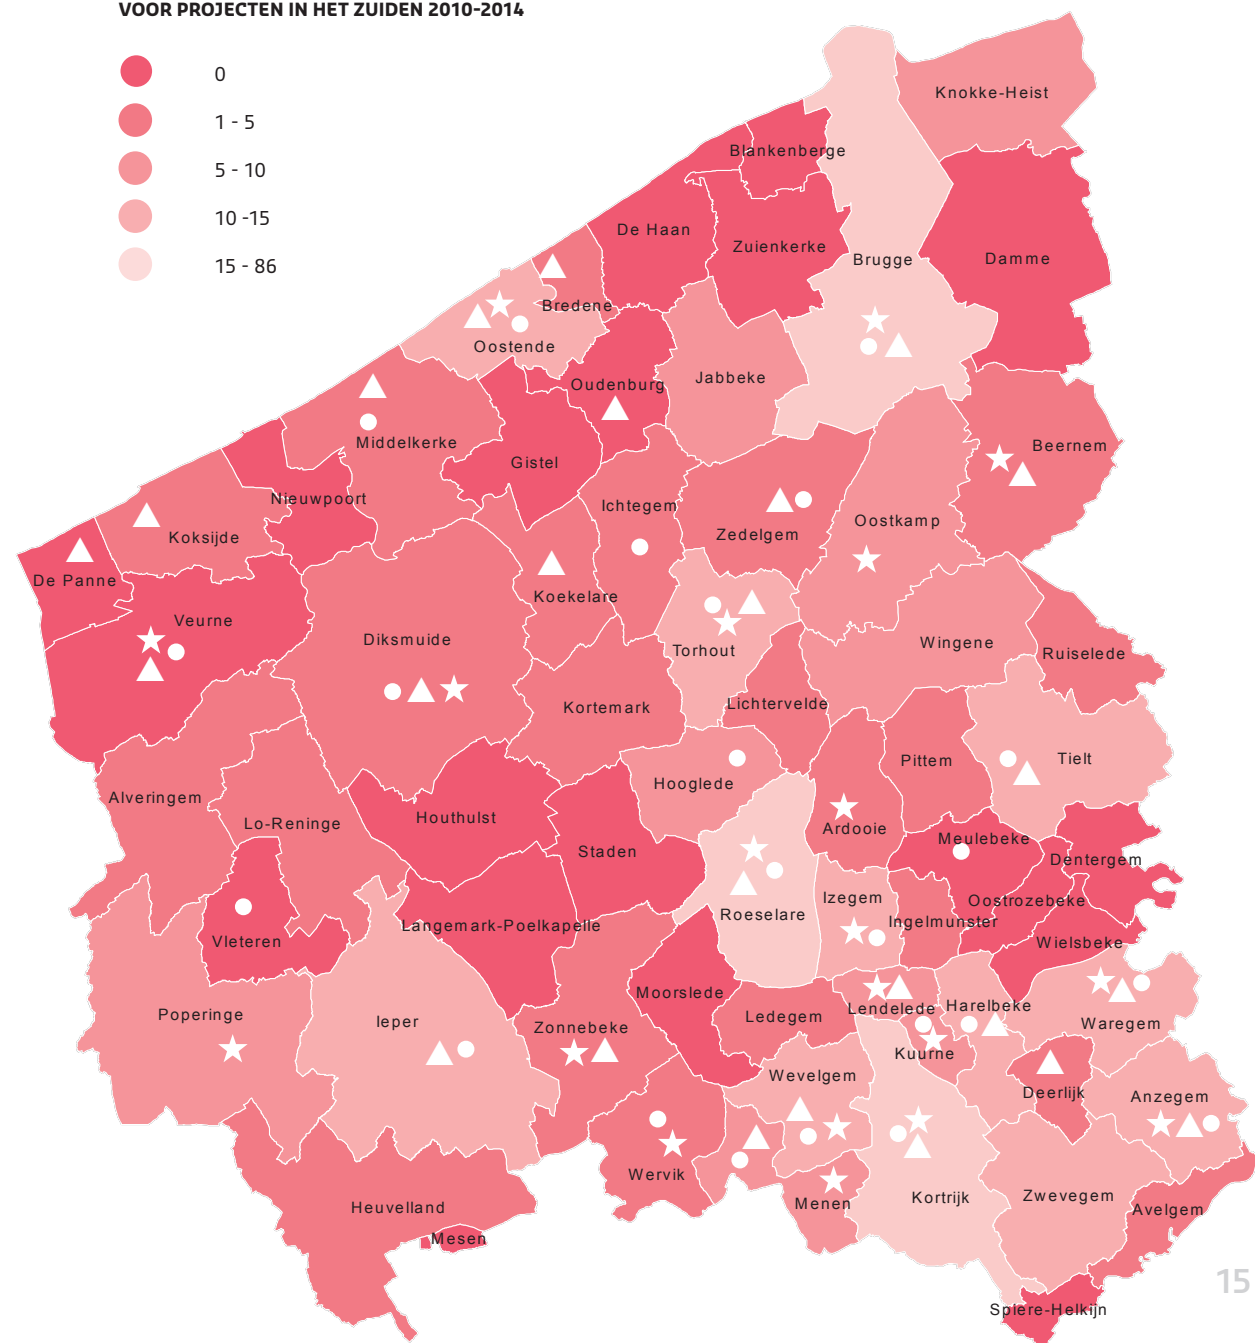 VOOR PROJECTEN IN HET ZUIDEN 2010-2014
0
1 - 5
5 - 10
10 -15
15 - 86
Knokke-Heist
Blankenberge
De Haan
Zuienkerke
Brugge
Damme
Bredene
Oostende
Jabbeke
Oudenburg
Middelkerke
Beernem
Gistel
Nieuwpoort
Ichtegem
Oostkamp
Koksijde
Zedelgem
De Panne
Koekelare
Veurne
Diksmuide
Wingene
Torhout
Ruiselede
Kortemark
Lichtervelde
Pittem
Tielt
Hooglede
Alveringem
Houthulst
Lo-Reninge
Ardooie
Meulebeke
Staden
Dentergem
Izegem
Oostrozebeke
Roeselare
Ingelmunster
Langemark-Poelkapelle
Vleteren
Wielsbeke
Moorslede
Lendelede
Harelbeke
Poperinge
Ieper
Ledegem
Waregem
Zonnebeke
Kuurne
Wevelgem
Deerlijk
Anzegem
Wervik
Menen
Kortrijk
Zwevegem
Heuvelland
Avelgem
Mesen
15
Spiere-Helkijn